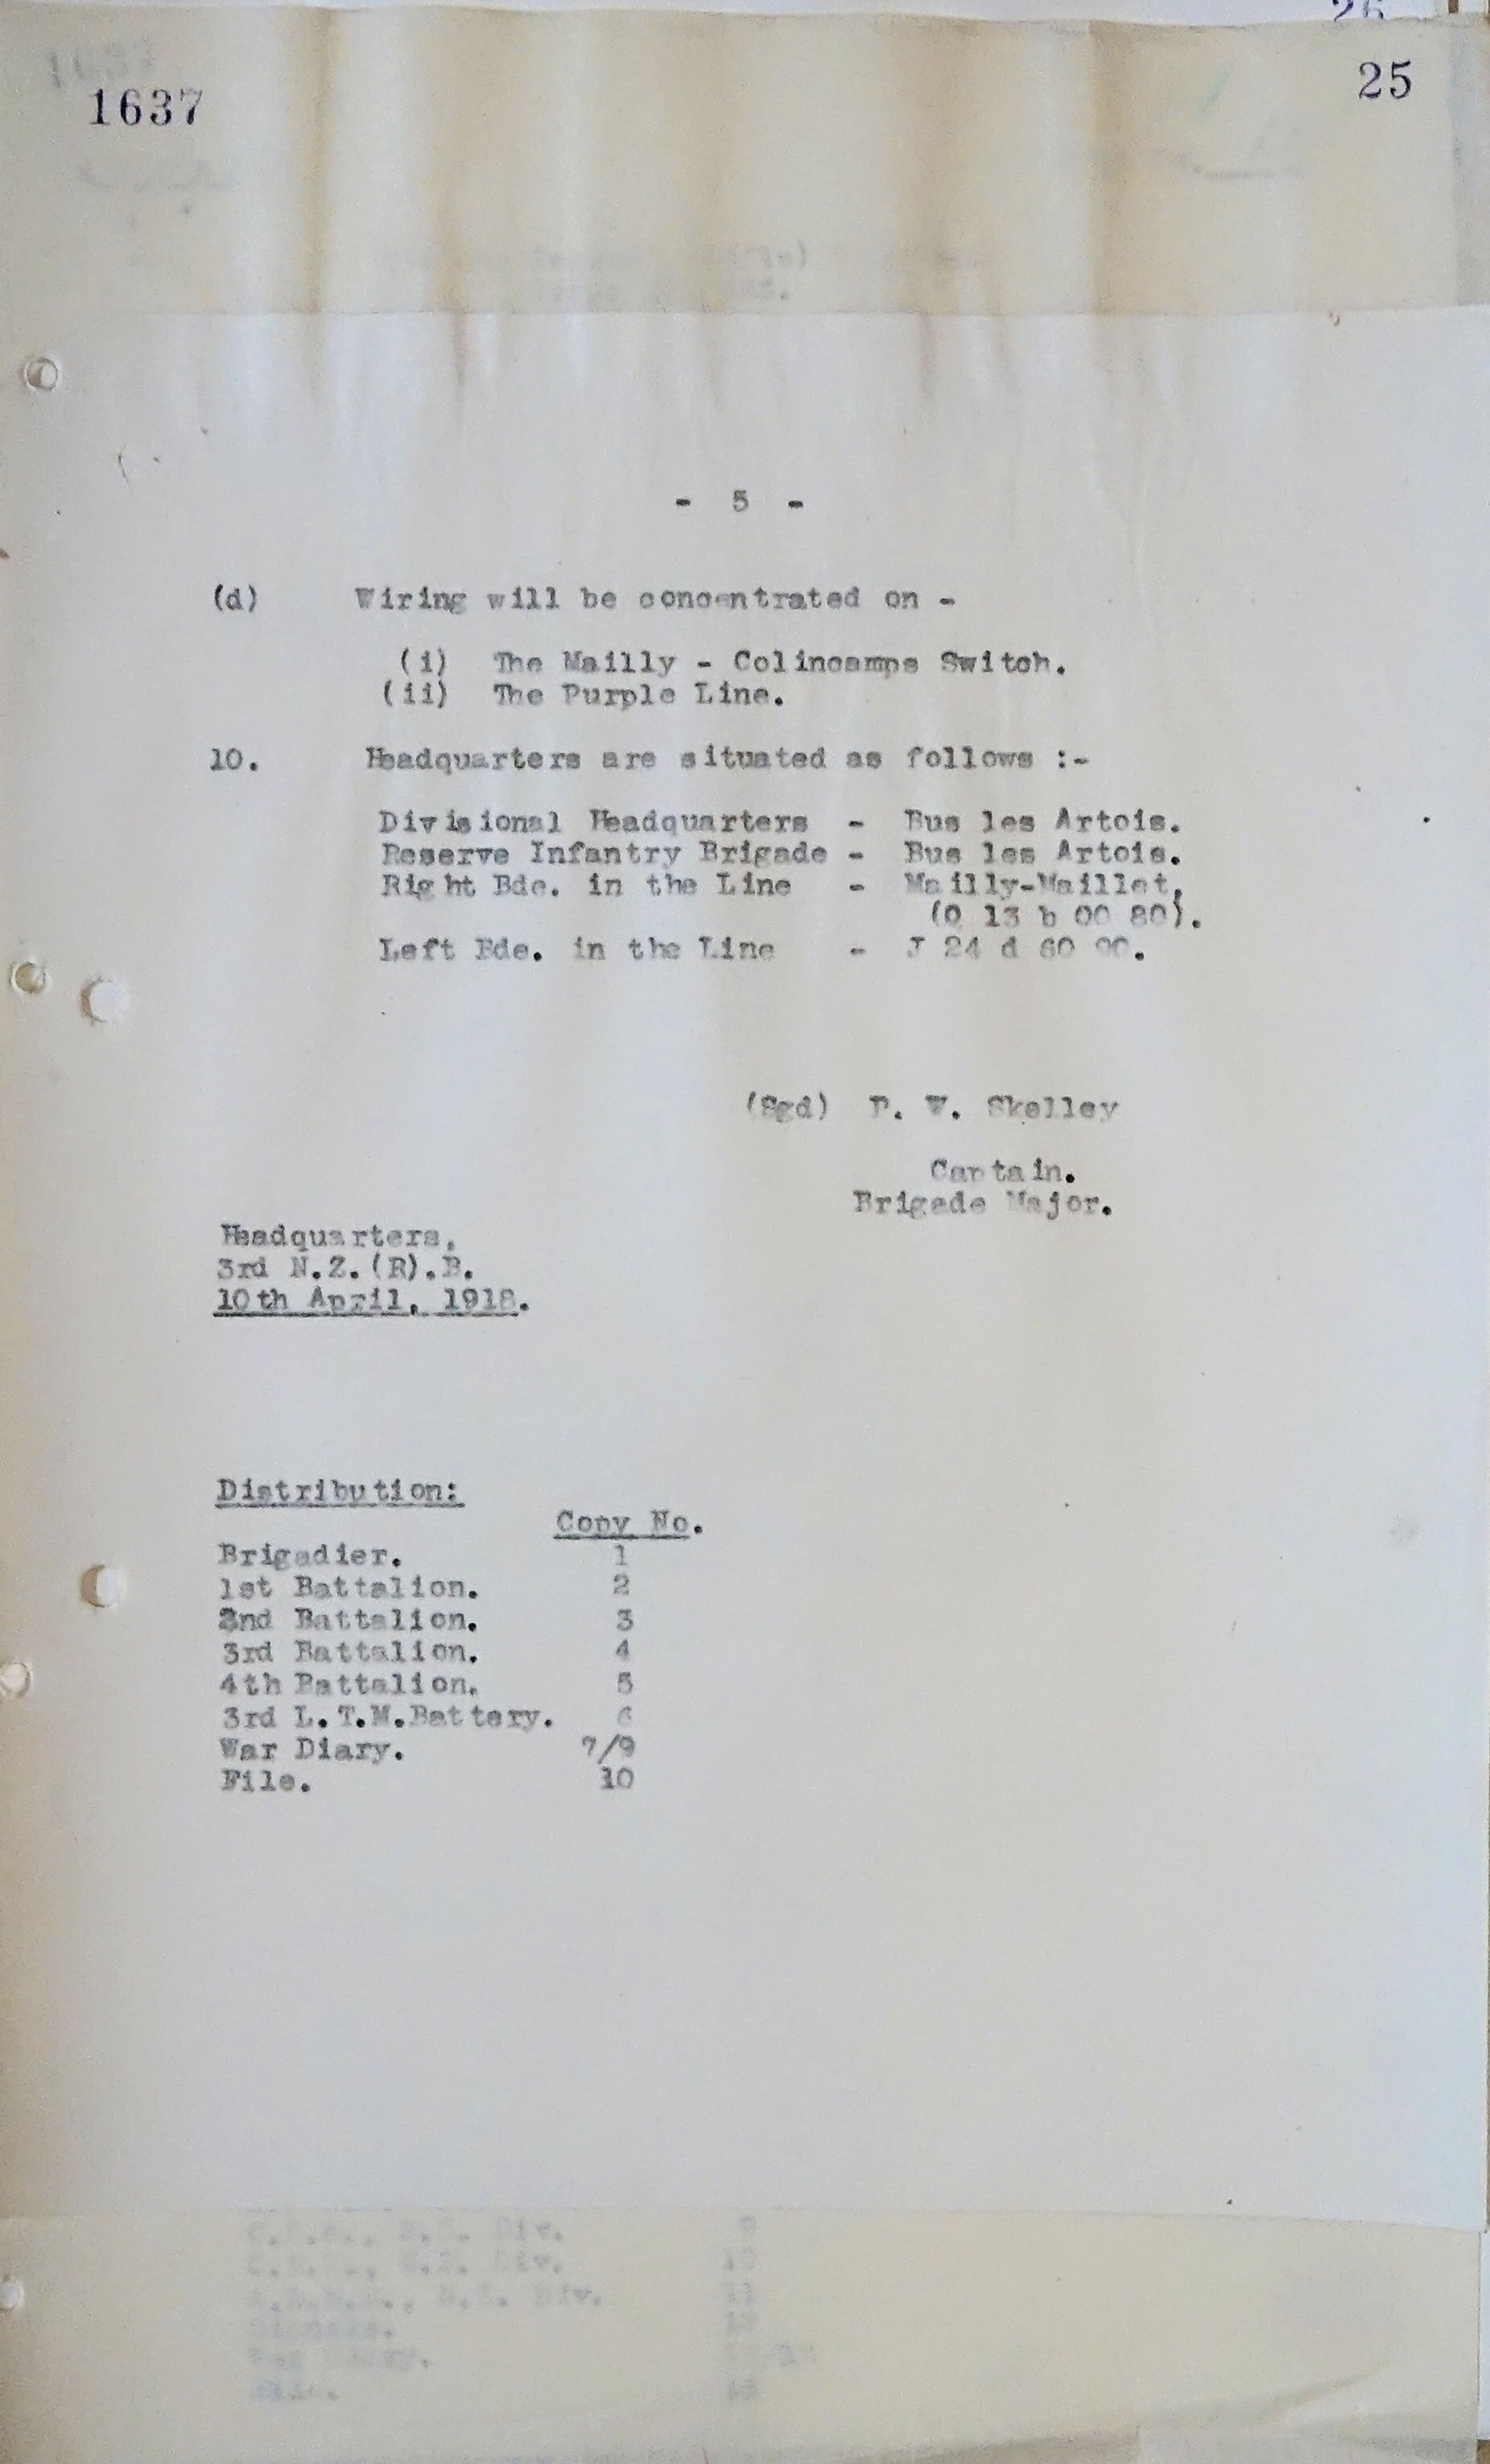 1637
25
- 5 -
(d) Wiring will be concentrated on -
(i) The Mailly - Colincamps Switch.
(ii) The Purple Line.
10. Headquarters are situated as follows :-
Divisional Headquarters - Bus les Artois.
Reserve Infantry Brigade - Bus les Artois.
Right Bde. in the Line - Mailly-Maillet,
(Q 13 b 00 80).
Left Bde. in the Line - J 24 d 60 90.
(Sgd) P. W. Skelley
Captain.
Brigade Major.
Headquarters,
3rd N.Z.(R).B.
10th April, 1918.
Distribution:
Copy No.
Brigadier. 1
1st Battalion. 2
2nd Battalion. 3
3rd Battalion. 4
4th Battalion. 5
3rd L.T.M.Battery. 6
War Diary. 7/9
File. 10